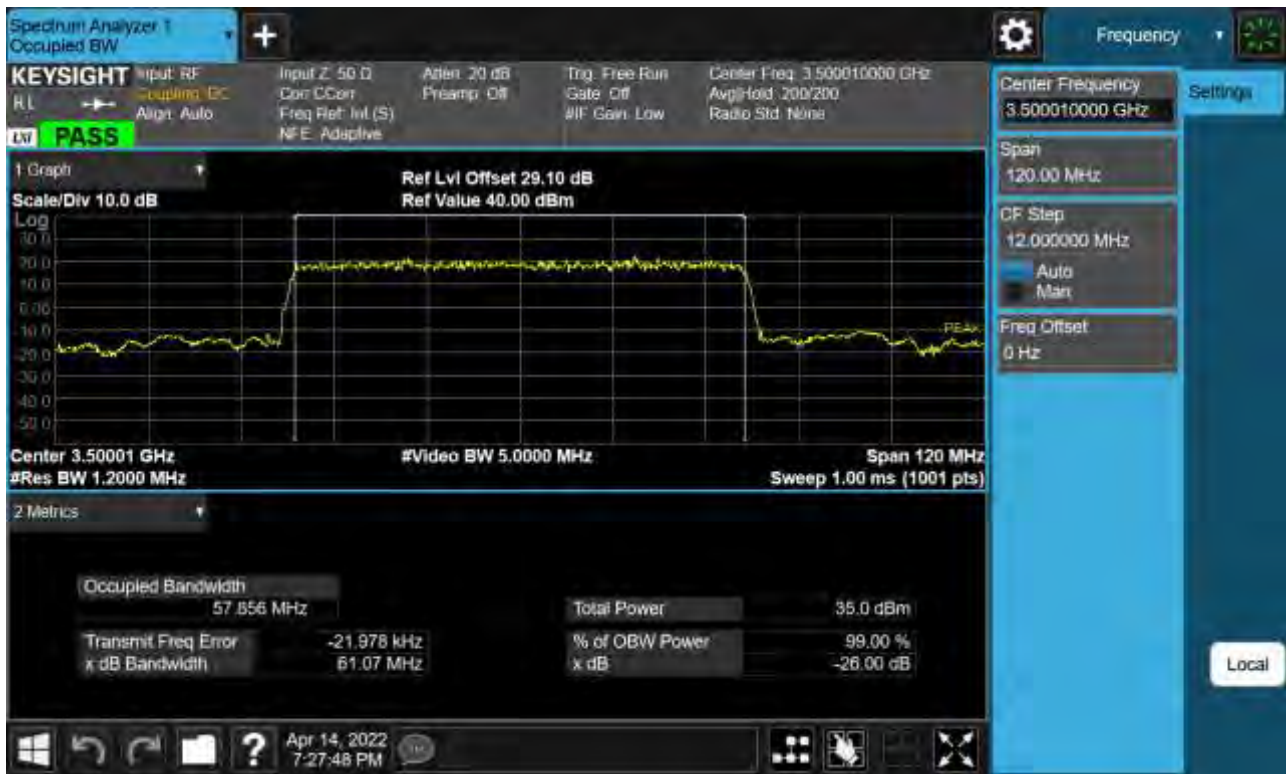 Spectrum Analyzer 1
Occupied BW
Frequency
KEYSIGHT
Input: RF
Coupling: DC
Align: Auto
Input Z: 50 Ω
Corr CCorr
Freq Ref: Int (S)
NFE: Adaptive
Atten: 20 dB
Preamp: Off
Trig: Free Run
Gate: Off
#IF Gain: Low
Center Freq: 3.500010000 GHz
Avg|Hold: 200/200
Radio Std: None
PASS
Center Frequency
3.500010000 GHz
Settings
Span
120.00 MHz
CF Step
12.000000 MHz
Auto
Man
Freq Offset
0 Hz
1 Graph
Scale/Div 10.0 dB
Ref Lvl Offset 29.10 dB
Ref Value 40.00 dBm
Log
30.0
20.0
10.0
0.00
-10.0
-20.0
-30.0
-40.0
-50.0
PEAK
Center 3.50001 GHz
#Res BW 1.2000 MHz
#Video BW 5.0000 MHz
Span 120 MHz
Sweep 1.00 ms (1001 pts)
2 Metrics
Occupied Bandwidth
57.856 MHz
Transmit Freq Error -21.978 kHz
x dB Bandwidth 61.07 MHz
Total Power 35.0 dBm
% of OBW Power 99.00 %
x dB -26.00 dB
Local
?
Apr 14, 2022
7:27:48 PM